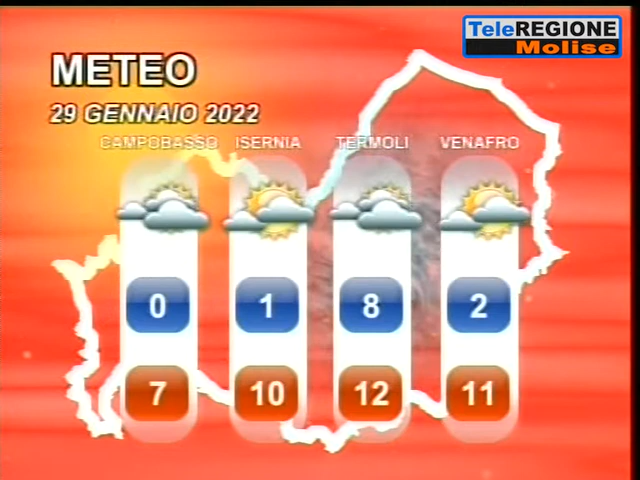 TeleREGIONE
Molise
METEO
29 GENNAIO 2022
CAMPOBASSO ISERNIA TERMOLI VENAFRO
0 1 8 2
7 10 12 11